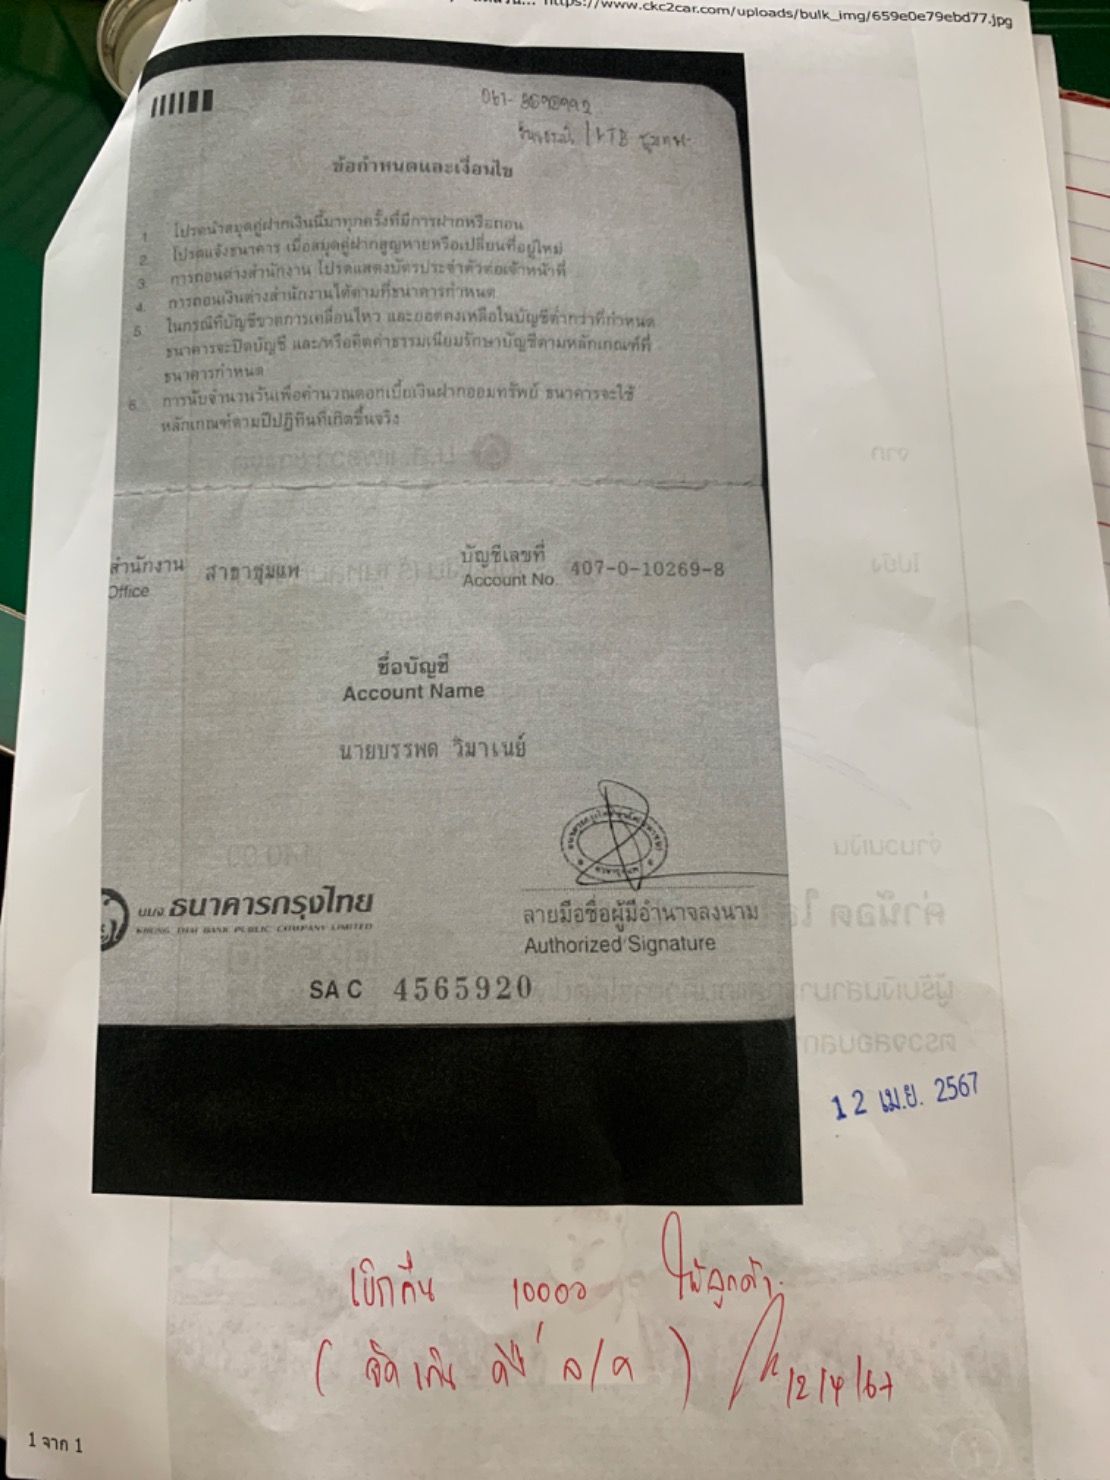 https://www.ckc2car.com/uploads/bulk_img/659e0e79ebd77.jpg
ข้อกำหนดและเงื่อนไข
1. โปรดนำสมุดคู่ฝากเงินนี้มาทุกครั้งที่มีการฝากหรือถอน
2. โปรดแจ้งธนาคาร เมื่อสมุดคู่ฝากสูญหายหรือเปลี่ยนที่อยู่ใหม่
3. การถอนต่างสำนักงาน โปรดแสดงบัตรประจำตัวต่อเจ้าหน้าที่
4. การถอนเงินต่างสำนักงานได้ตามที่ธนาคารกำหนด
5. ในกรณีที่บัญชีขาดการเคลื่อนไหว และยอดคงเหลือในบัญชีต่ำกว่าที่กำหนด
ธนาคารจะปิดบัญชี และ/หรือคิดค่าธรรมเนียมรักษาบัญชีตามหลักเกณฑ์ที่
ธนาคารกำหนด
6. การนับจำนวนวันเพื่อคำนวณดอกเบี้ยเงินฝากออมทรัพย์ ธนาคารจะใช้
หลักเกณฑ์ตามปีปฏิทินที่เกิดขึ้นจริง
สำนักงาน สาขาชุมแพ บัญชีเลขที่ 407-0-10269-8
Office Account No.
ชื่อบัญชี
Account Name
นายบรรพต วิมาเนย์
บมจ. ธนาคารกรุงไทย
KRUNG THAI BANK PUBLIC COMPANY LIMITED
ลายมือชื่อผู้มีอำนาจลงนาม
Authorized Signature
SA C 4565920
12 เม.ย. 2567
เบิกคืน 10000 ให้ลูกค้า
( จัดเกิน คืน ล/ค ) 12/4/67
1 จาก 1